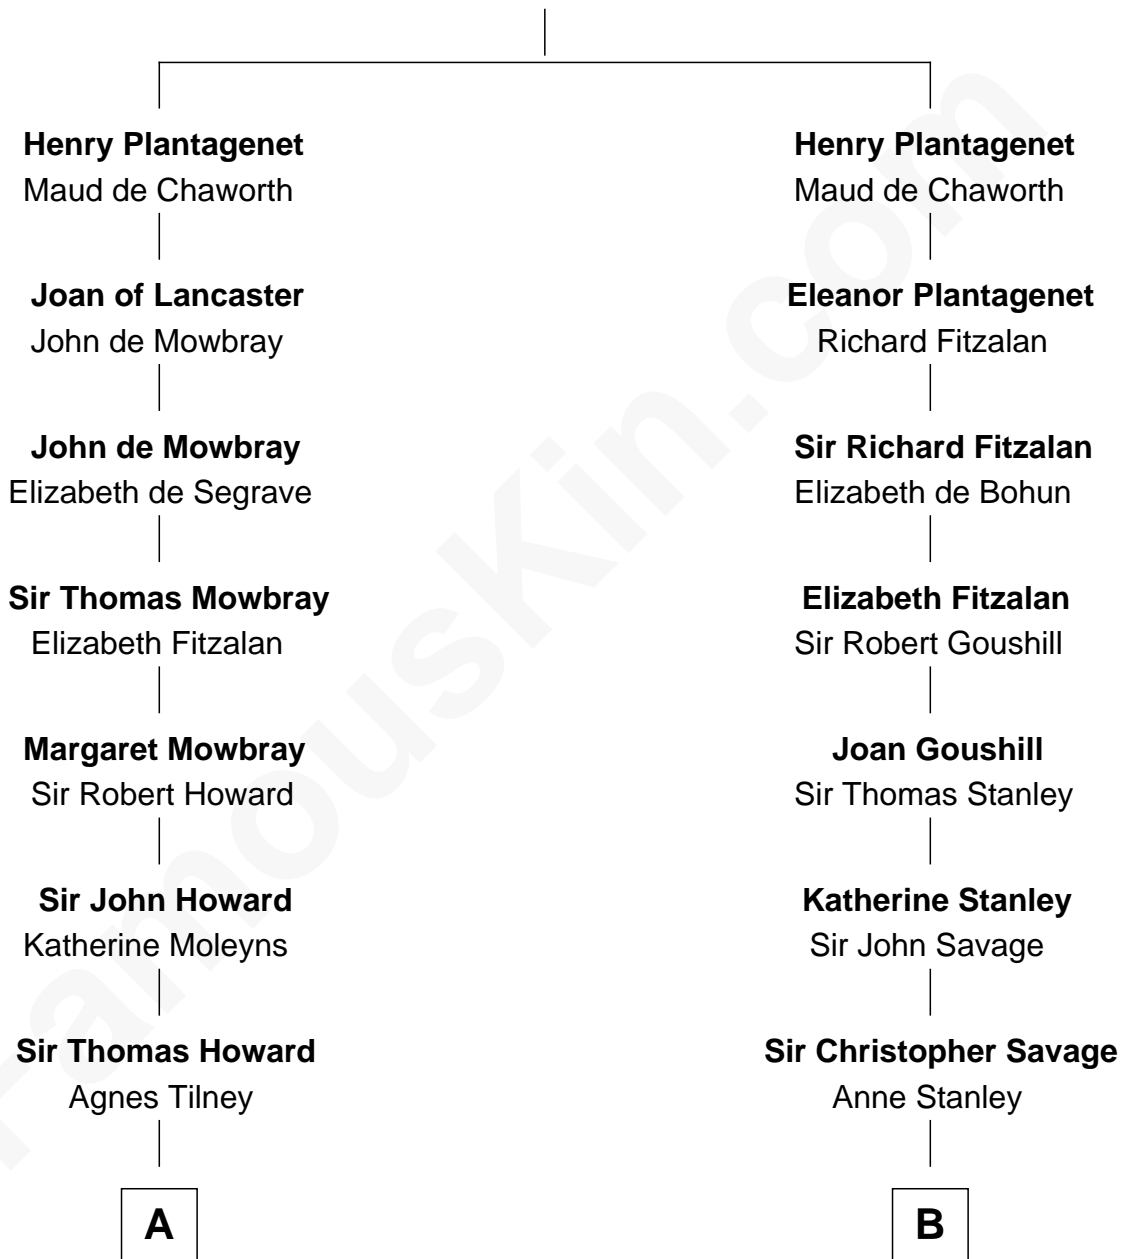 Henry Plantagenet
Maud de Chaworth
Joan of Lancaster
John de Mowbray
John de Mowbray
Elizabeth de Segrave
Sir Thomas Mowbray
Elizabeth Fitzalan
Margaret Mowbray
Sir Robert Howard
Sir John Howard
Katherine Moleyns
Sir Thomas Howard
Agnes Tilney
A
Henry Plantagenet
Maud de Chaworth
Eleanor Plantagenet
Richard Fitzalan
Sir Richard Fitzalan
Elizabeth de Bohun
Elizabeth Fitzalan
Sir Robert Goushill
Joan Goushill
Sir Thomas Stanley
Katherine Stanley
Sir John Savage
Sir Christopher Savage
Anne Stanley
B
FamousKin.com